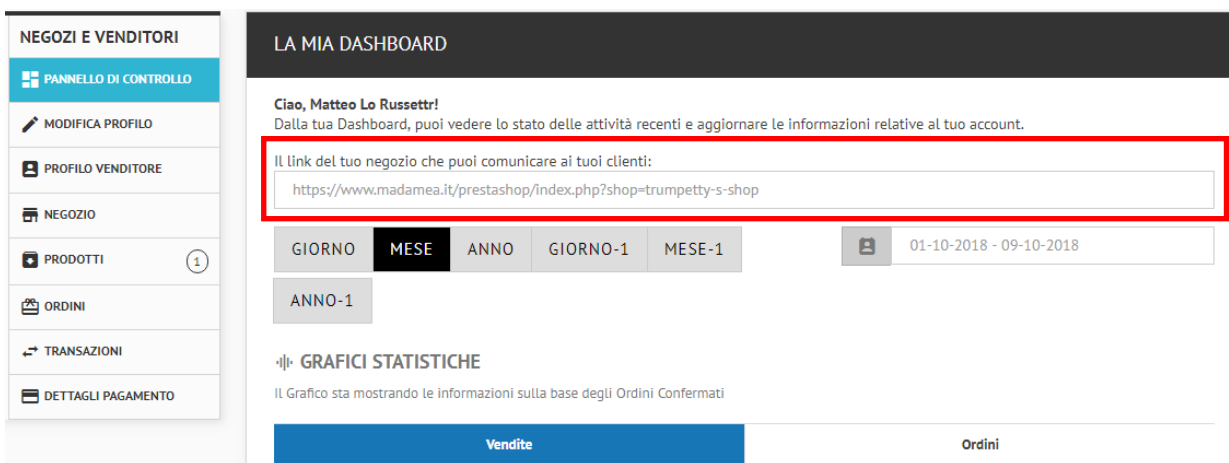 NEGOZI E VENDITORI
PANNELLO DI CONTROLLO
MODIFICA PROFILO
PROFILO VENDITORE
NEGOZIO
PRODOTTI 1
ORDINI
TRANSAZIONI
DETTAGLI PAGAMENTO
LA MIA DASHBOARD
Ciao, Matteo Lo Russettr!
Dalla tua Dashboard, puoi vedere lo stato delle attività recenti e aggiornare le informazioni relative al tuo account.
Il link del tuo negozio che puoi comunicare ai tuoi clienti:
https://www.madamea.it/prestashop/index.php?shop=trumpetty-s-shop
GIORNO MESE ANNO GIORNO-1 MESE-1 01-10-2018 - 09-10-2018
ANNO-1
GRAFICI STATISTICHE
Il Grafico sta mostrando le informazioni sulla base degli Ordini Confermati
Vendite Ordini